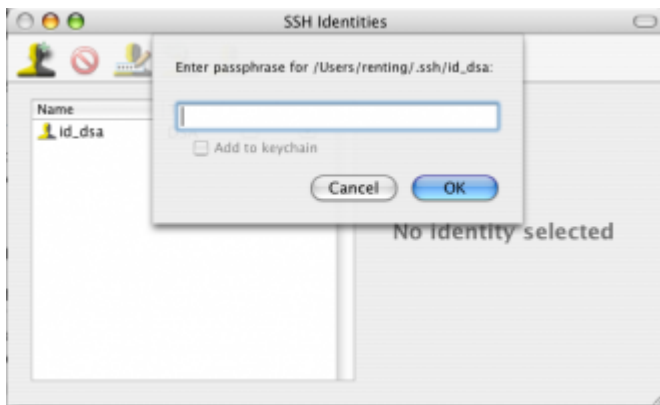 SSH Identities
Enter passphrase for /Users/renting/.ssh/id_dsa:
Name
id_dsa
Add to keychain
Cancel
OK
No identity selected